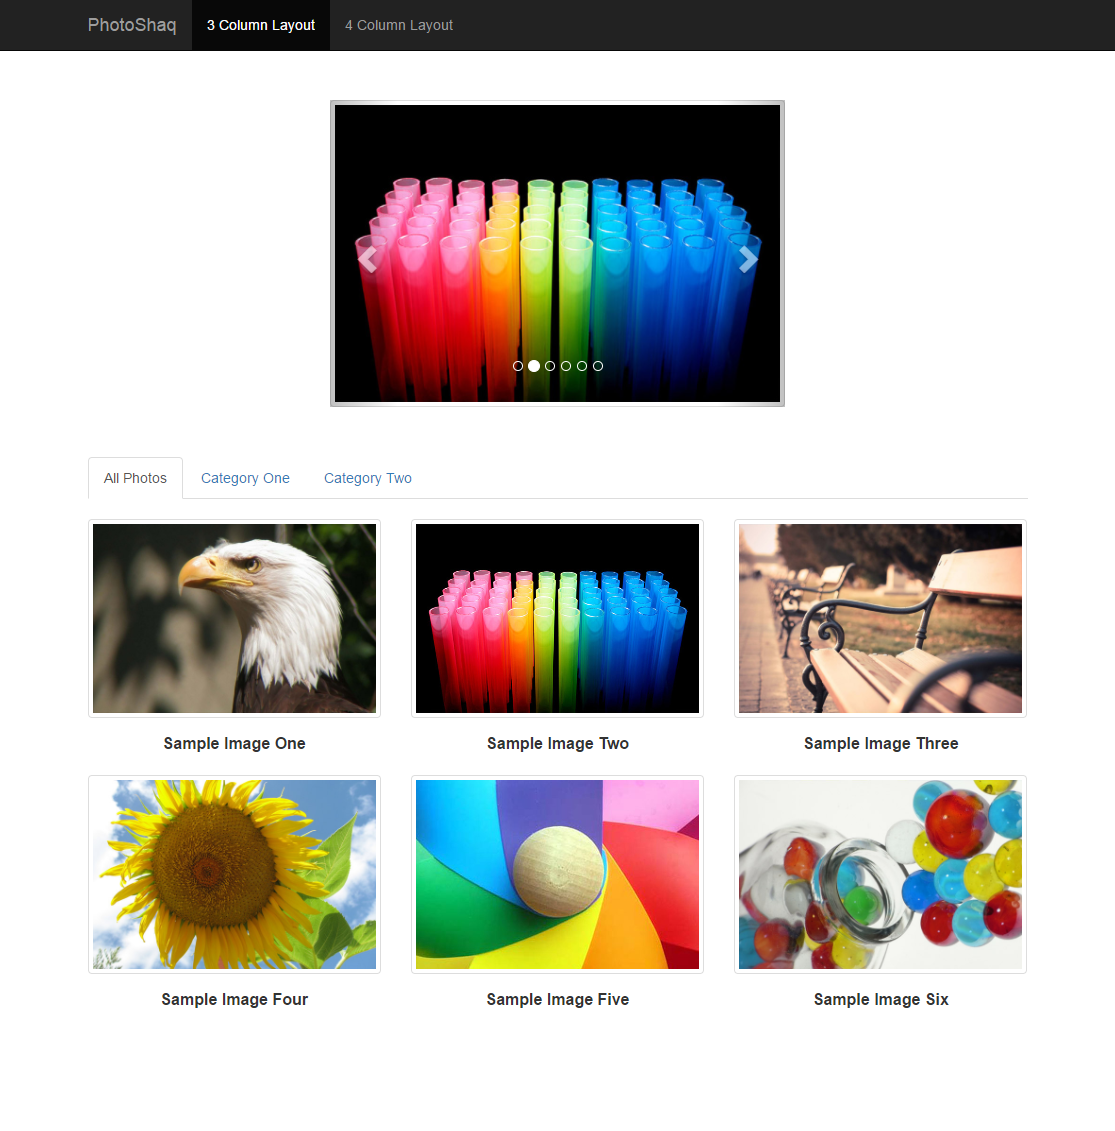 PhotoShaq 3 Column Layout 4 Column Layout
All Photos Category One Category Two
Sample Image One Sample Image Two Sample Image Three
Sample Image Four Sample Image Five Sample Image Six